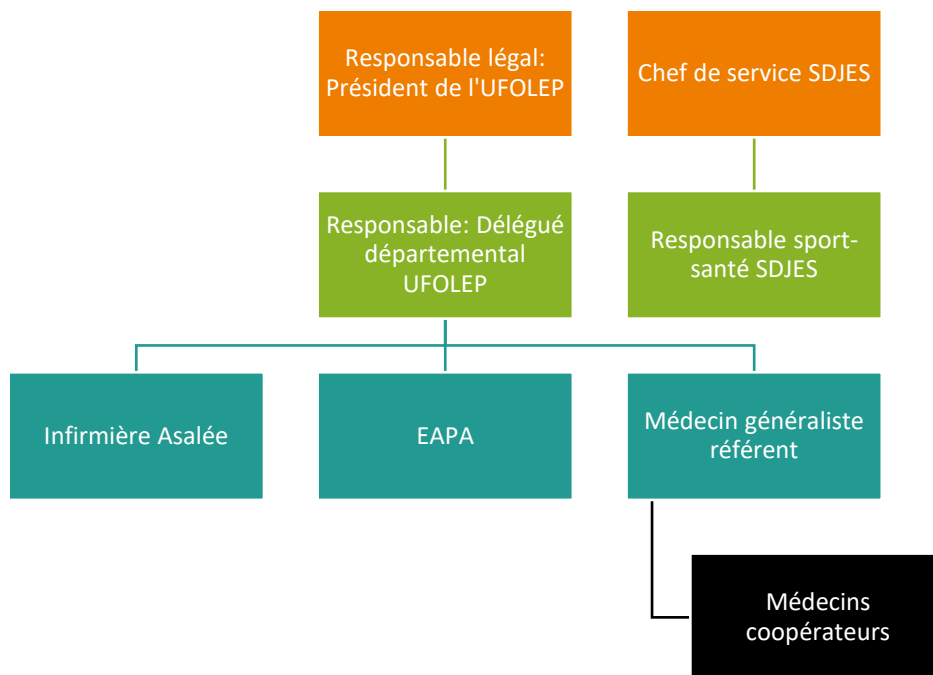 Responsable légal:
Président de l'UFOLEP
Chef de service SDJES
Responsable: Délégué
départemental
UFOLEP
Responsable sport-
santé SDJES
Infirmière Asalée
EAPA
Médecin généraliste
référent
Médecins
coopérateurs